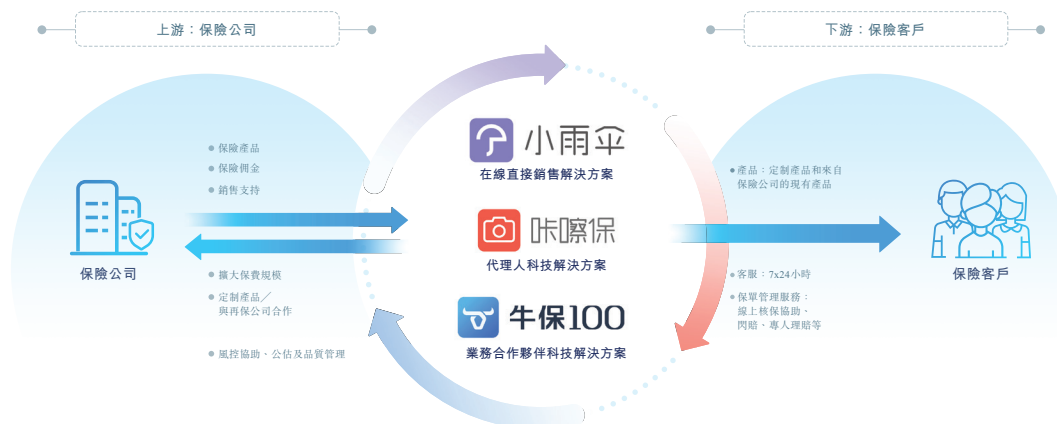 上游：保險公司
下游：保險客戶
保險產品
保險佣金
銷售支持
保險公司
擴大保費規模
定制產品／
與再保公司合作
風控協助、公估及品質管理
小雨伞
在線直接銷售解決方案
咔嚓保
代理人科技解決方案
牛保100
業務合作夥伴科技解決方案
產品：定制產品和來自
保險公司的現有產品
保險客戶
客服：7x24小時
保單管理服務：
線上核保協助、
閃賠、專人理賠等